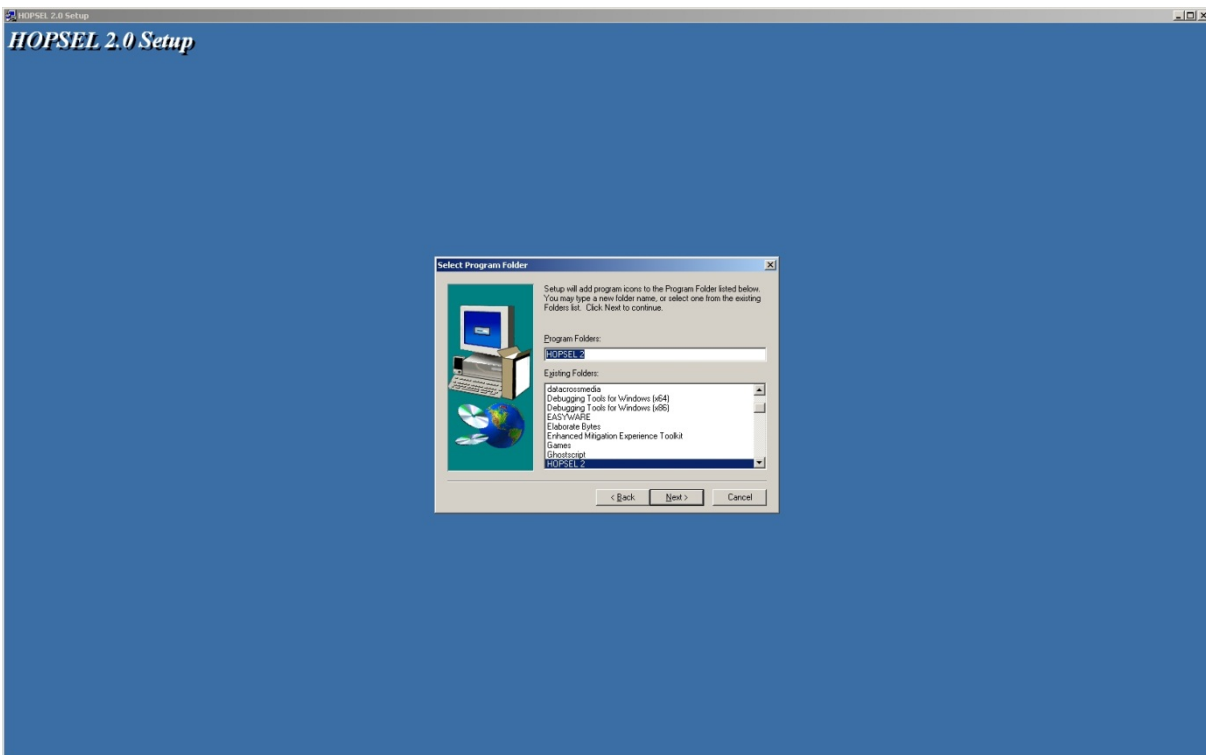 HOPSEL 2.0 Setup
HOPSEL 2.0 Setup
Select Program Folder
Setup will add program icons to the Program Folder listed below.
You may type a new folder name, or select one from the existing
Folders list. Click Next to continue.
Program Folders:
HOPSEL 2
Existing Folders:
datacrossmedia
Debugging Tools for Windows (x64)
Debugging Tools for Windows (x86)
EASYWARE
Elaborate Bytes
Enhanced Mitigation Experience Toolkit
Games
Ghostscript
HOPSEL 2
< Back Next > Cancel